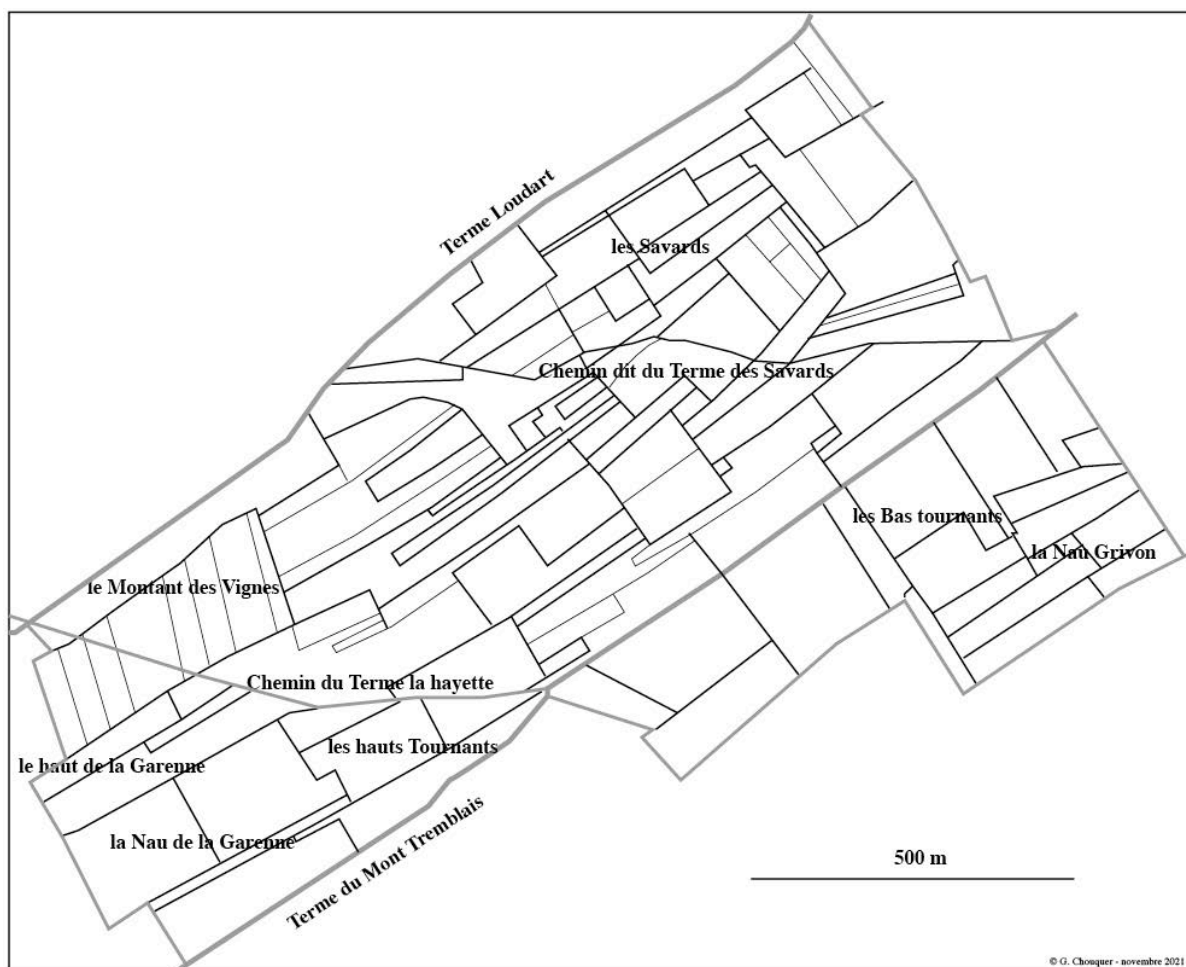 Terme Loudart
les Savards
Chemin dit du Terme des Savards
les Bas tournants
la Nau Grivon
le Montant des Vignes
Chemin du Terme la hayette
les hauts Tournants
le haut de la Garenne
la Nau de la Garenne
Terme du Mont Tremblais
500 m
© G. Chouquer - novembre 2021